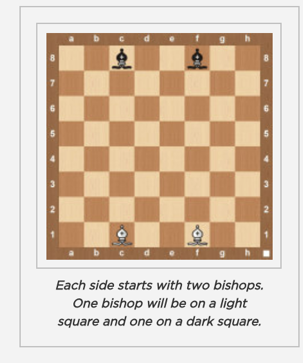 a b c d e f g h
8 8
7 7
6 6
5 5
4 4
3 3
2 2
1 1
a b c d e f g h
Each side starts with two bishops.
One bishop will be on a light
square and one on a dark square.